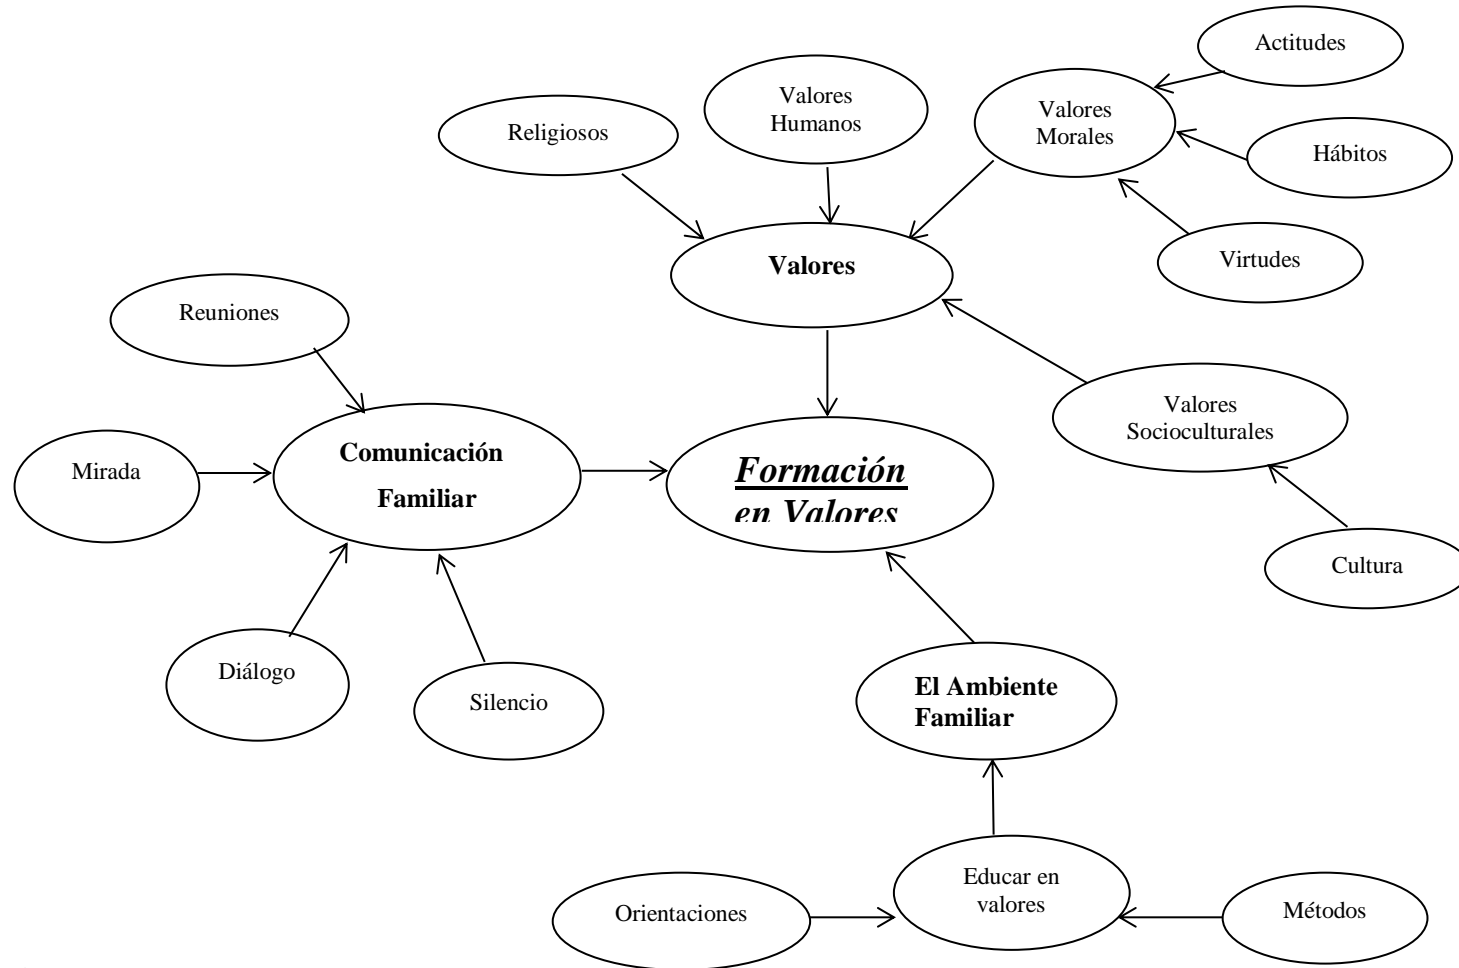 Actitudes
Valores
Humanos
Religiosos
Valores
Morales
Hábitos
Valores
Virtudes
Reuniones
Valores
Socioculturales
Comunicación
Familiar
Mirada
Formación
en Valores
Cultura
Diálogo
Silencio
El Ambiente
Familiar
Educar en
valores
Orientaciones
Métodos